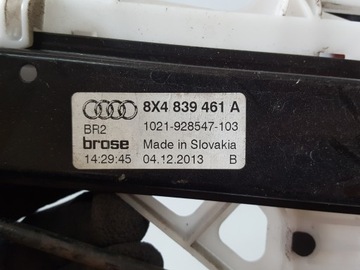 8X4 839 461 A
BR2 1021-928547-103
brose Made in Slovakia
14:29:45 04.12.2013 B